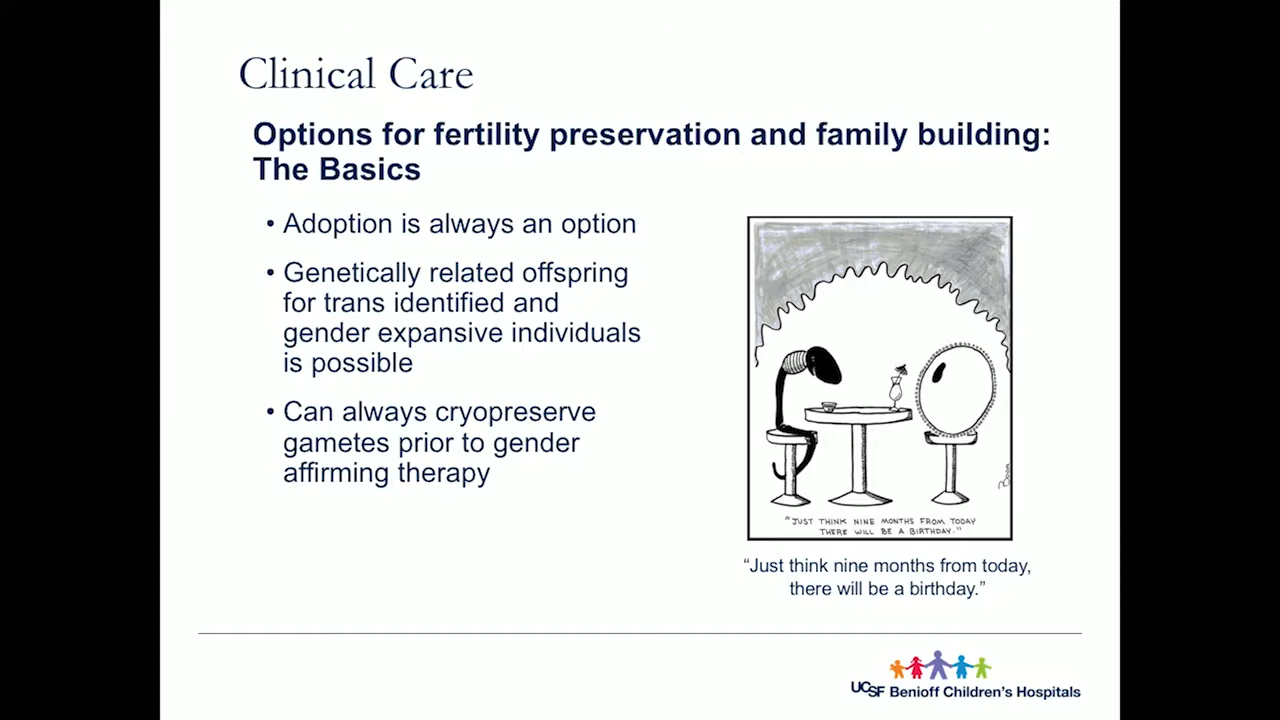 Clinical Care
Options for fertility preservation and family building:
The Basics
• Adoption is always an option
• Genetically related offspring
for trans identified and
gender expansive individuals
is possible
• Can always cryopreserve
gametes prior to gender
affirming therapy
"JUST THINK NINE MONTHS FROM TODAY
THERE WILL BE A BIRTHDAY."
“Just think nine months from today,
there will be a birthday.”
UCSF Benioff Children's Hospitals